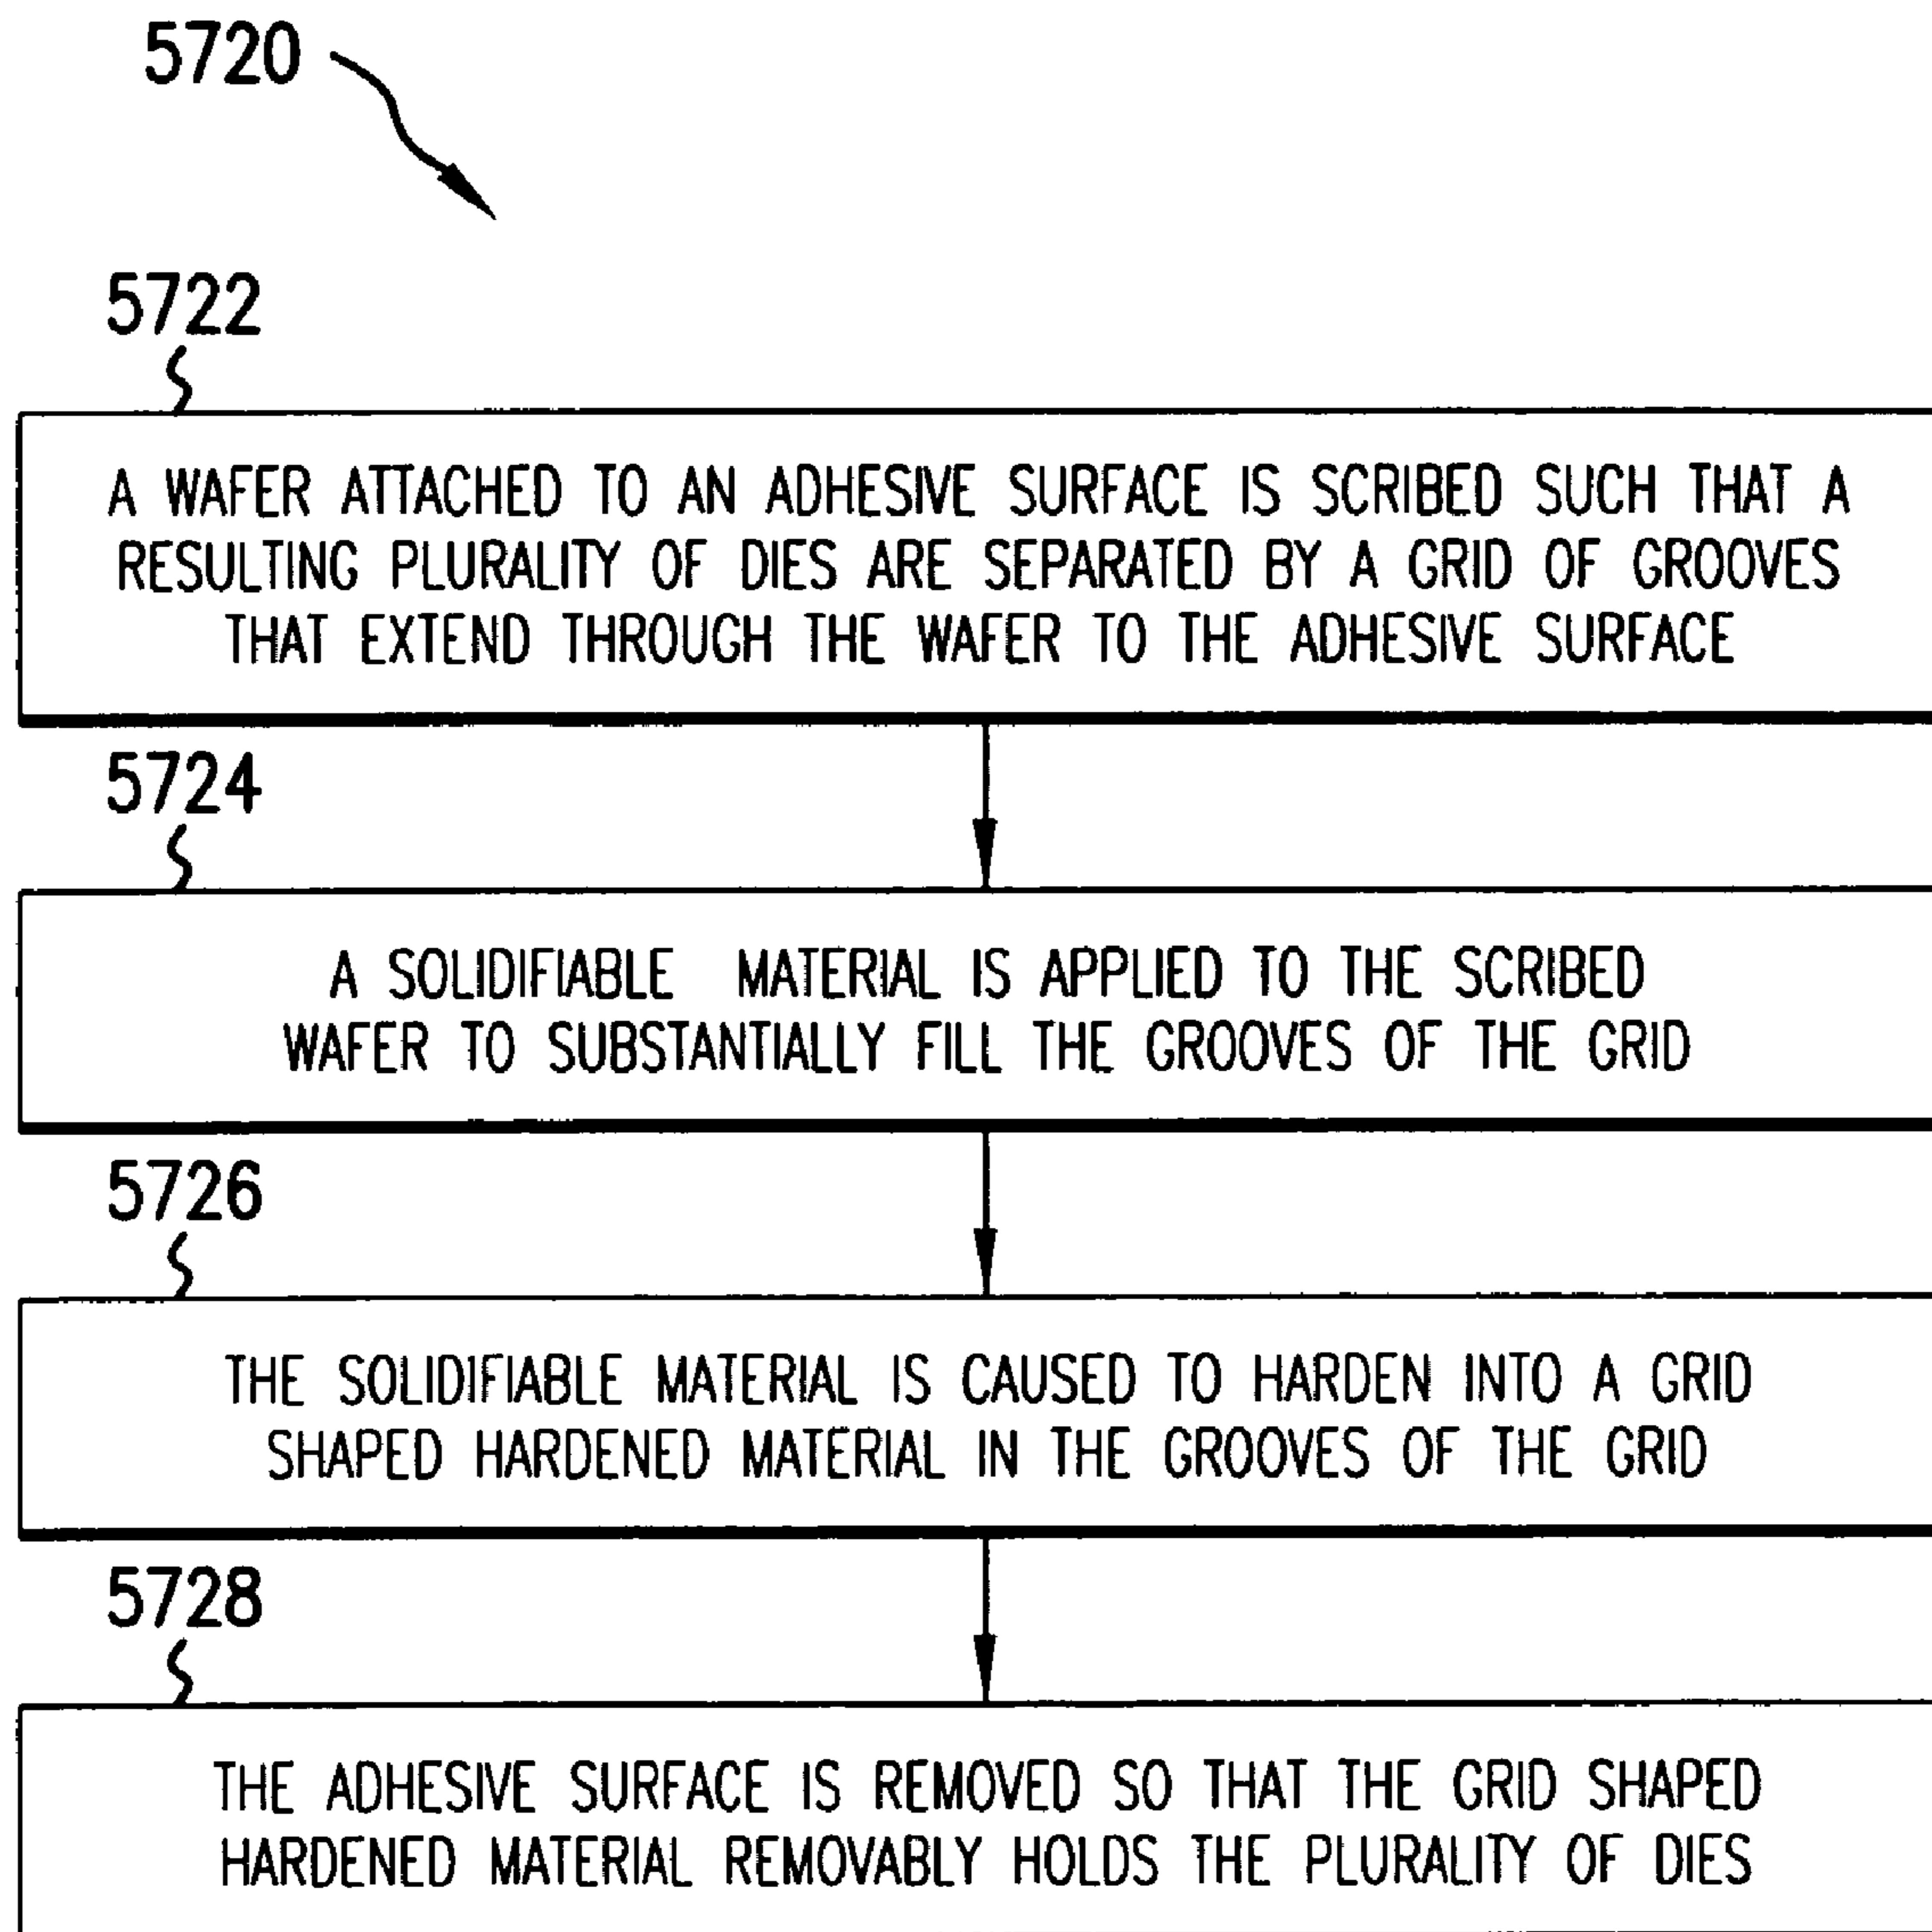 5720
5722
A WAFER ATTACHED TO AN ADHESIVE SURFACE IS SCRIBED SUCH THAT A
RESULTING PLURALITY OF DIES ARE SEPARATED BY A GRID OF GROOVES
THAT EXTEND THROUGH THE WAFER TO THE ADHESIVE SURFACE
5724
A SOLIDIFIABLE MATERIAL IS APPLIED TO THE SCRIBED
WAFER TO SUBSTANTIALLY FILL THE GROOVES OF THE GRID
5726
THE SOLIDIFIABLE MATERIAL IS CAUSED TO HARDEN INTO A GRID
SHAPED HARDENED MATERIAL IN THE GROOVES OF THE GRID
5728
THE ADHESIVE SURFACE IS REMOVED SO THAT THE GRID SHAPED
HARDENED MATERIAL REMOVABLY HOLDS THE PLURALITY OF DIES